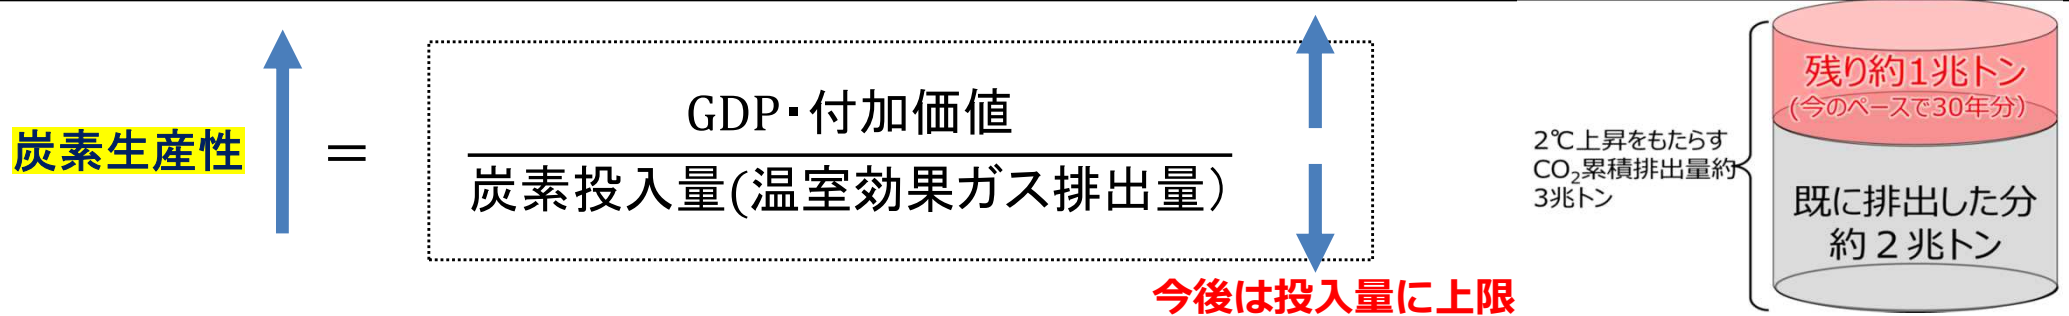 炭素生産性
=
GDP・付加価値
炭素投入量(温室効果ガス排出量)
今後は投入量に上限
2℃上昇をもたらす
CO₂累積排出量約
3兆トン
残り約1兆トン
(今のペースで30年分)
既に排出した分
約2兆トン